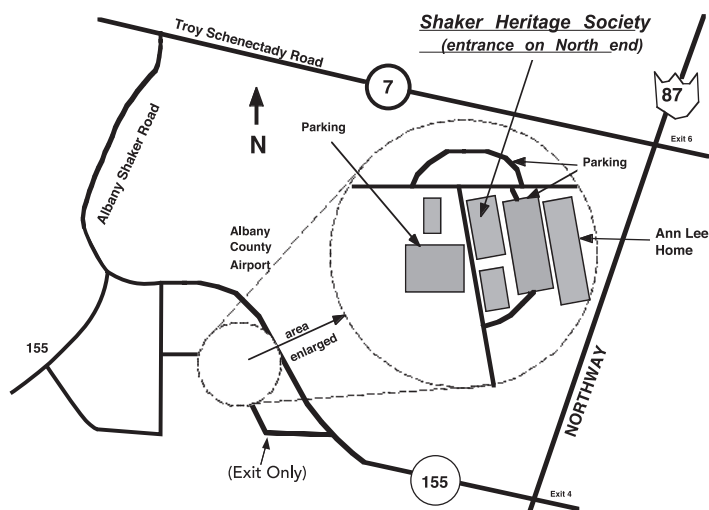 Shaker Heritage Society
(entrance on North end)
Troy Schenectady Road
7
87
Exit 6
N
Parking
Parking
Albany Shaker Road
Albany
County
Airport
Ann Lee
Home
area
enlarged
155
NORTHWAY
(Exit Only)
155
Exit 4